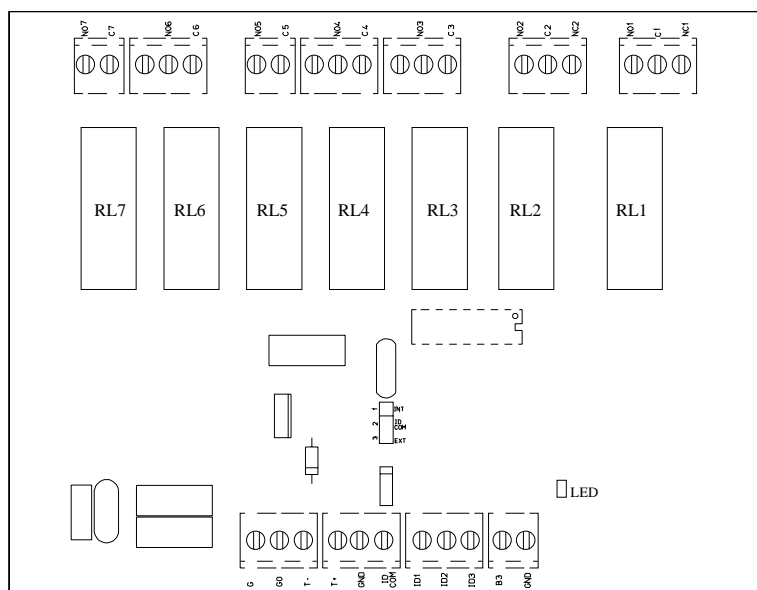 NO7 C7 NO6 C6 NO5 C5 NO4 C4 NO3 C3 NO2 C2 NC2 NO1 C1 NC1
RL7 RL6 RL5 RL4 RL3 RL2 RL1
1 INT
2 ID
COM
3 EXT
LED
G G0 T- T+ GND ID COM ID1 ID2 ID3 B3 GND